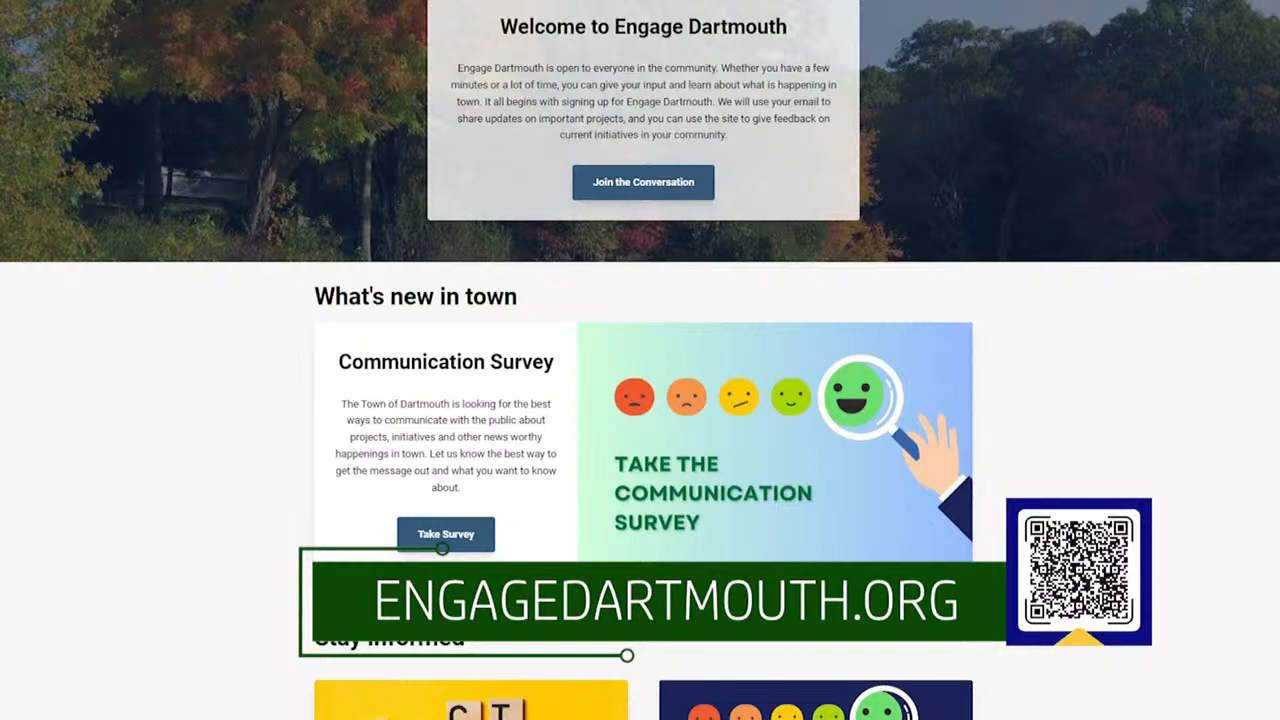 Welcome to Engage Dartmouth
Engage Dartmouth is open to everyone in the community. Whether you have a few
minutes or a lot of time, you can give your input and learn about what is happening in
town. It all begins with signing up for Engage Dartmouth. We will use your email to
share updates on important projects, and you can use the site to give feedback on
current initiatives in your community.
Join the Conversation
What's new in town
Communication Survey
The Town of Dartmouth is looking for the best
ways to communicate with the public about
projects, initiatives and other news worthy
happenings in town. Let us know the best way to
get the message out and what you want to know
about.
Take Survey
TAKE THE
COMMUNICATION
SURVEY
ENGAGEDARTMOUTH.ORG
Stay informed
C T